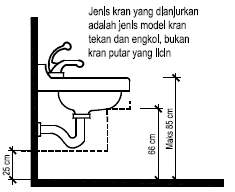 Jenis kran yang dianjurkan
adalah jenis model kran
tekan dan engkol, bukan
kran putar yang licin
25 cm
66 cm
Maks 85 cm